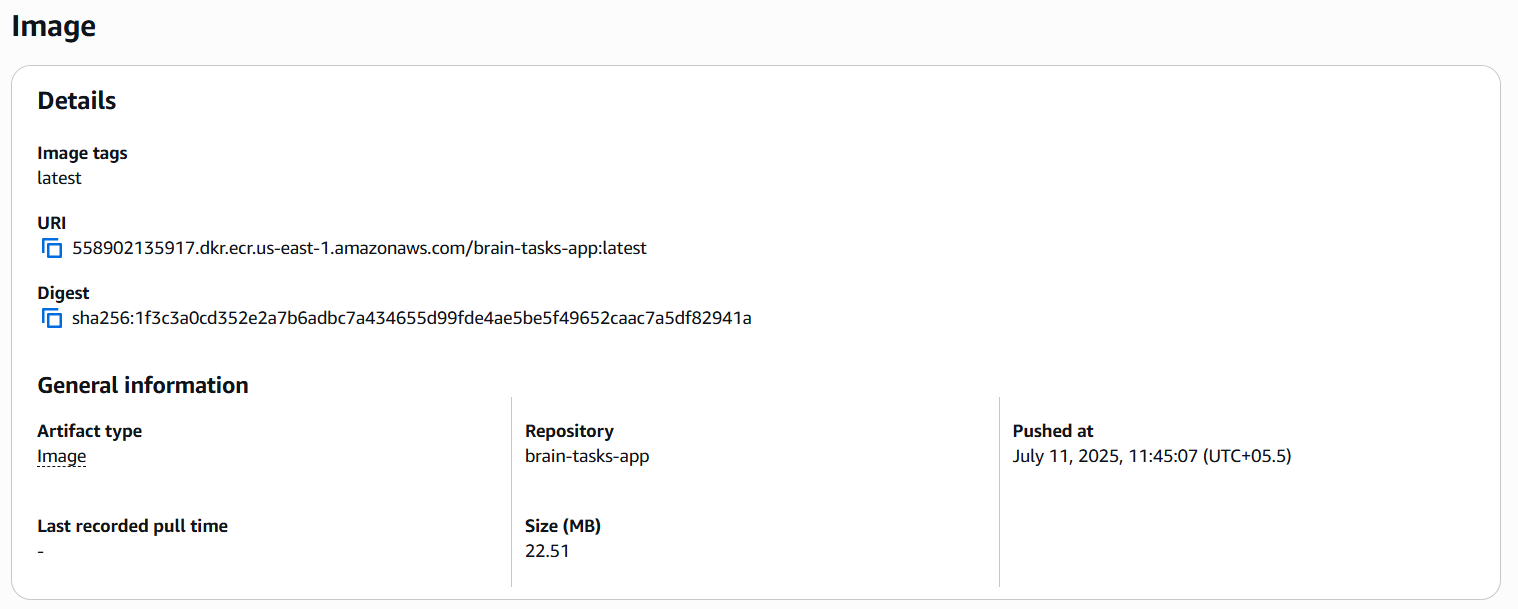 Image
Details
Image tags
latest
URI
558902135917.dkr.ecr.us-east-1.amazonaws.com/brain-tasks-app:latest
Digest
sha256:1f3c3a0cd352e2a7b6adbc7a434655d99fde4ae5be5f49652caac7a5df82941a
General information
Artifact type
Image
Repository
brain-tasks-app
Pushed at
July 11, 2025, 11:45:07 (UTC+05.5)
Last recorded pull time
-
Size (MB)
22.51